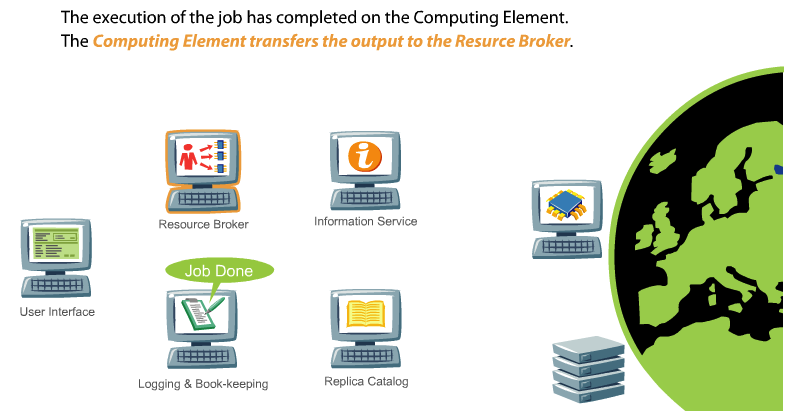 The execution of the job has completed on the Computing Element.
The Computing Element transfers the output to the Resurce Broker.
Resource Broker
Information Service
User Interface
Job Done
Logging & Book-keeping
Replica Catalog